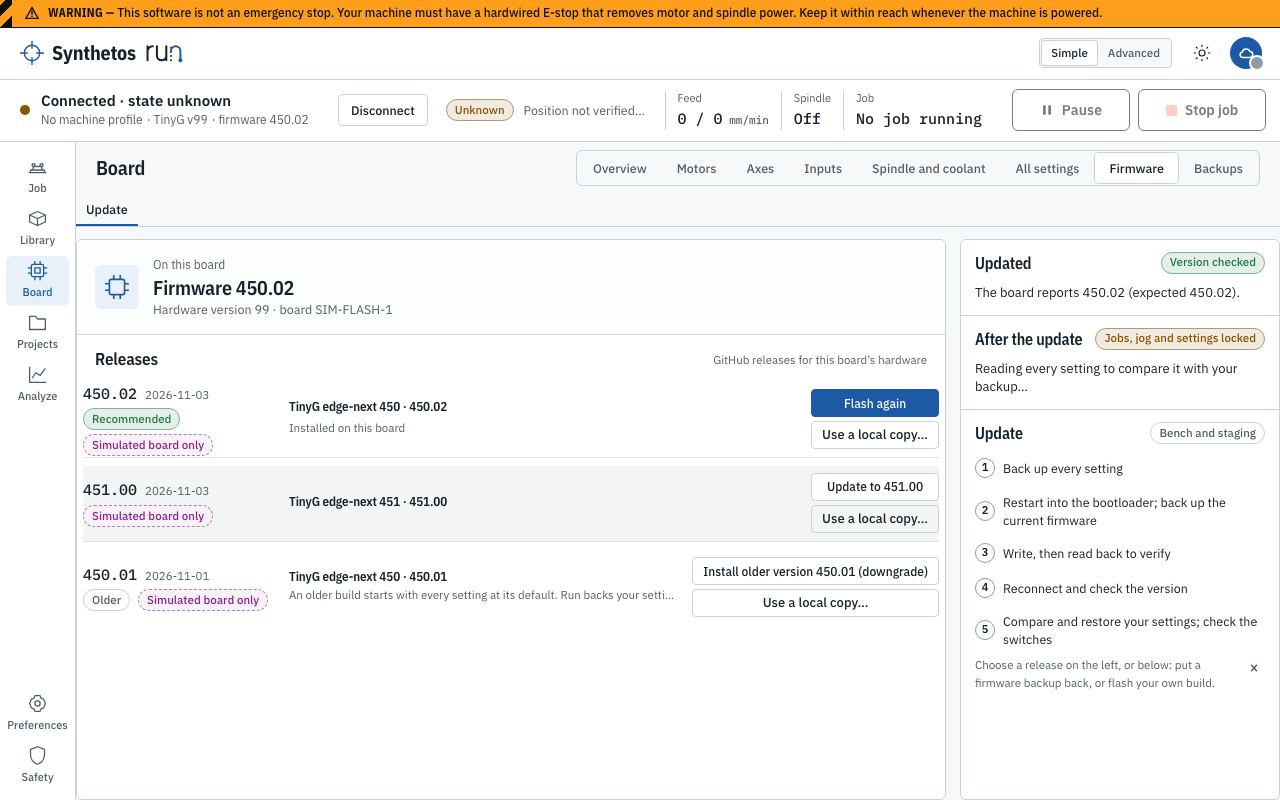 WARNING — This software is not an emergency stop. Your machine must have a hardwired E-stop that removes motor and spindle power. Keep it within reach whenever the machine is powered.
Synthetos run
Simple Advanced
Connected · state unknown
No machine profile · TinyG v99 · firmware 450.02
Disconnect
Unknown
Position not verified...
Feed
0 / 0 mm/min
Spindle
Off
Job
No job running
Pause
Stop job
Job
Library
Board
Projects
Analyze
Preferences
Safety
Board
Overview Motors Axes Inputs Spindle and coolant All settings Firmware Backups
Update
On this board
Firmware 450.02
Hardware version 99 · board SIM-FLASH-1
Releases
GitHub releases for this board's hardware
450.02 2026-11-03
Recommended
Simulated board only
TinyG edge-next 450 · 450.02
Installed on this board
Flash again
Use a local copy...
451.00 2026-11-03
Simulated board only
TinyG edge-next 451 · 451.00
Update to 451.00
Use a local copy...
450.01 2026-11-01
Older Simulated board only
TinyG edge-next 450 · 450.01
An older build starts with every setting at its default. Run backs your setti...
Install older version 450.01 (downgrade)
Use a local copy...
Updated
Version checked
The board reports 450.02 (expected 450.02).
After the update
Jobs, jog and settings locked
Reading every setting to compare it with your
backup...
Update
Bench and staging
1 Back up every setting
2 Restart into the bootloader; back up the
current firmware
3 Write, then read back to verify
4 Reconnect and check the version
5 Compare and restore your settings; check the
switches
Choose a release on the left, or below: put a
firmware backup back, or flash your own build.
×